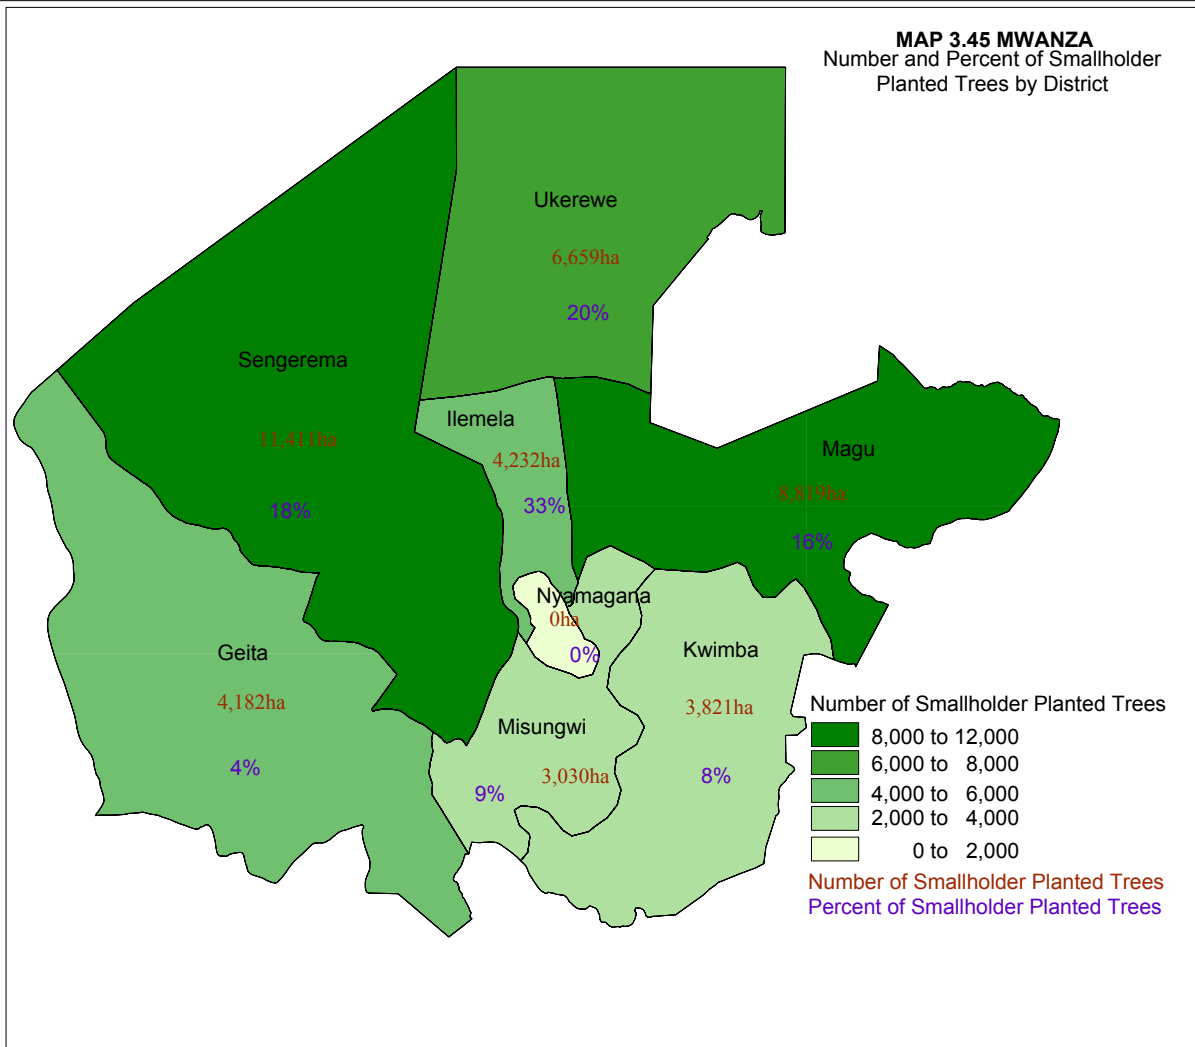 MAP 3.45 MWANZA
Number and Percent of Smallholder
Planted Trees by District
Ukerewe
6,659ha
20%
Sengerema
11,411ha
18%
Ilemela
4,232ha
33%
Magu
8,819ha
16%
Nyamagana
0ha
0%
Geita
4,182ha
4%
Kwimba
3,821ha
8%
Misungwi
3,030ha
9%
Number of Smallholder Planted Trees
8,000 to 12,000
6,000 to 8,000
4,000 to 6,000
2,000 to 4,000
0 to 2,000
Number of Smallholder Planted Trees
Percent of Smallholder Planted Trees